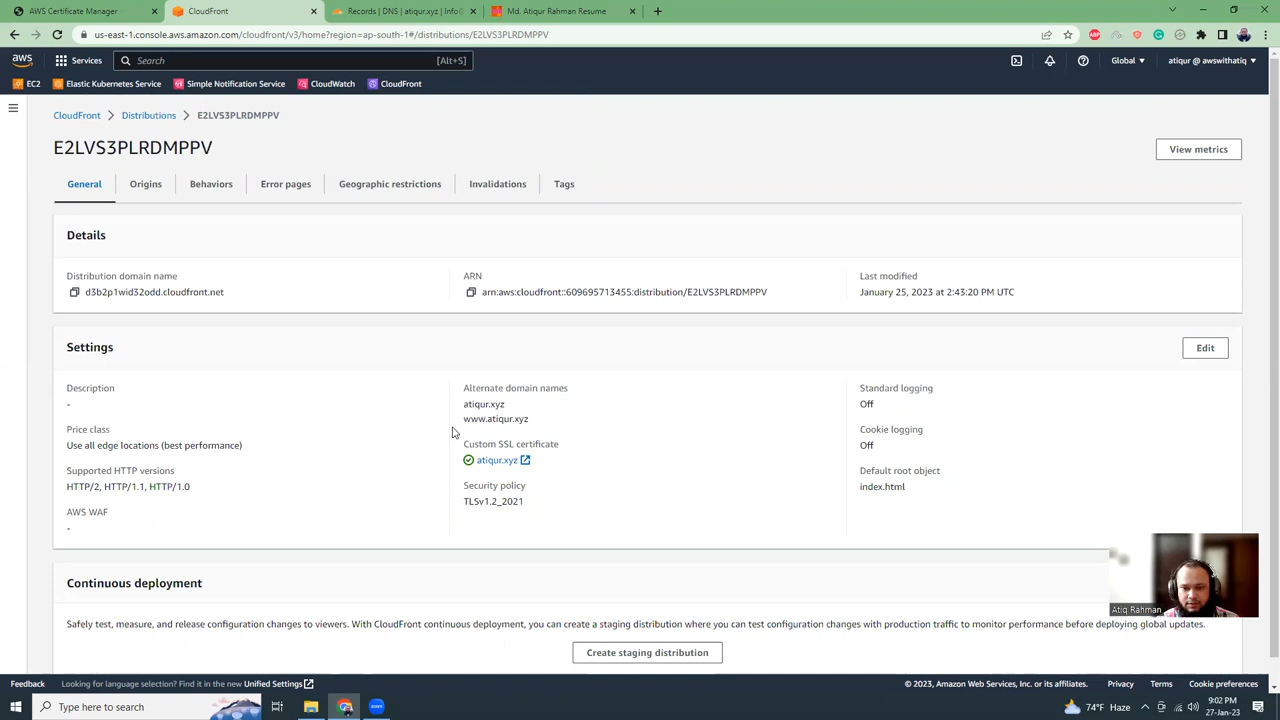 AWS Certificate Manager
CloudFront
Records | DNS | atiqur.xyz | Info
Md. Atiqur Rahman Resume
us-east-1.console.aws.amazon.com/cloudfront/v3/home?region=ap-south-1#/distributions/E2LVS3PLRDMPPV
aws
Services
Search
[Alt+S]
Global
atiqur @ awswithatiq
EC2
Elastic Kubernetes Service
Simple Notification Service
CloudWatch
CloudFront
CloudFront
Distributions
E2LVS3PLRDMPPV
E2LVS3PLRDMPPV
View metrics
General
Origins
Behaviors
Error pages
Geographic restrictions
Invalidations
Tags
Details
Distribution domain name
d3b2p1wid32odd.cloudfront.net
ARN
arn:aws:cloudfront::609695713455:distribution/E2LVS3PLRDMPPV
Last modified
January 25, 2023 at 2:43:20 PM UTC
Settings
Edit
Description
-
Price class
Use all edge locations (best performance)
Supported HTTP versions
HTTP/2, HTTP/1.1, HTTP/1.0
AWS WAF
-
Alternate domain names
atiqur.xyz
www.atiqur.xyz
Custom SSL certificate
atiqur.xyz
Security policy
TLSv1.2_2021
Standard logging
Off
Cookie logging
Off
Default root object
index.html
Continuous deployment
Safely test, measure, and release configuration changes to viewers. With CloudFront continuous deployment, you can create a staging distribution where you can test configuration changes with production traffic to monitor performance before deploying global updates.
Create staging distribution
Atiq Rahman
Feedback
Looking for language selection? Find it in the new Unified Settings
© 2023, Amazon Web Services, Inc. or its affiliates.
Privacy
Terms
Cookie preferences
Type here to search
zoom
74°F Haze
9:02 PM
27-Jan-23